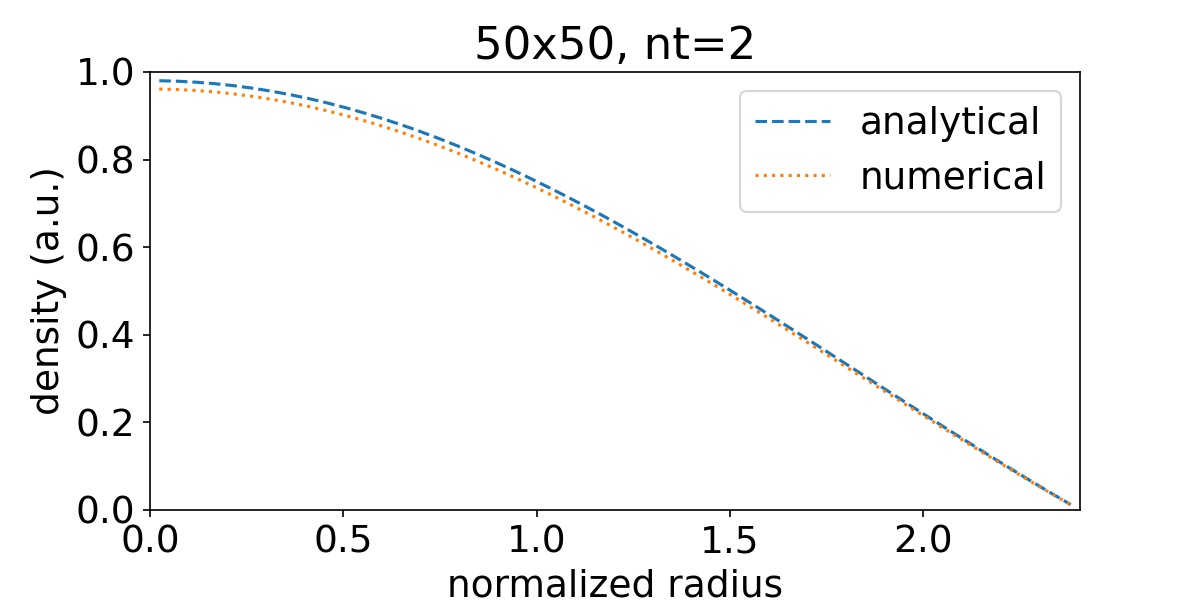 50x50, nt=2
1.0
0.8
0.6
0.4
0.2
0.0
density (a.u.)
analytical
numerical
0.0 0.5 1.0 1.5 2.0
normalized radius